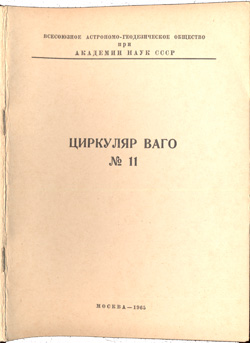 ВСЕСОЮЗНОЕ АСТРОНОМО-ГЕОДЕЗИЧЕСКОЕ ОБЩЕСТВО
при
АКАДЕМИИ НАУК СССР
ЦИРКУЛЯР ВАГО
№ 11
МОСКВА—1965